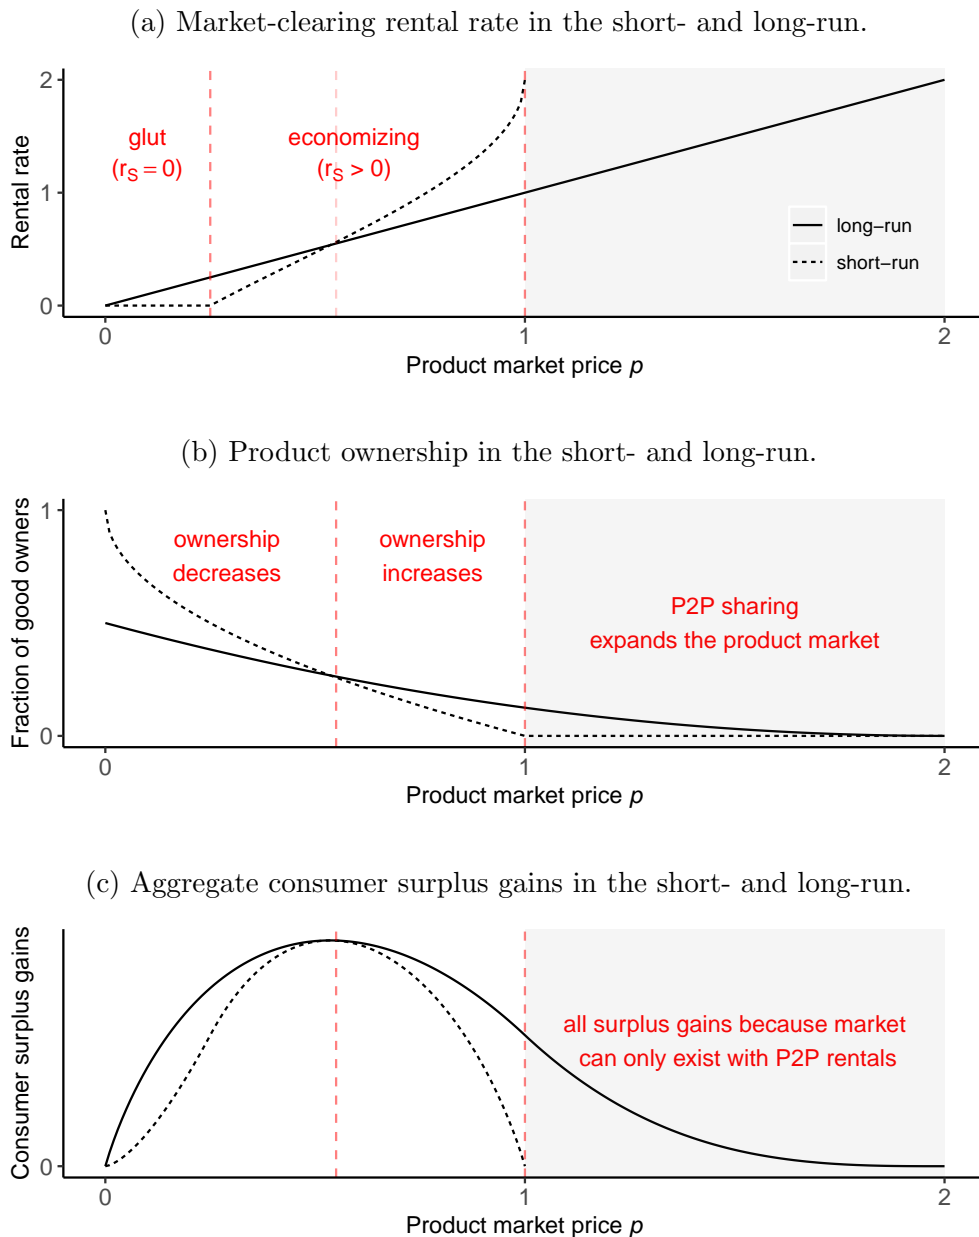 (a) Market-clearing rental rate in the short- and long-run.
2
glut
economizing
(rS = 0)
(rS > 0)
1
long−run
short−run
0
Rental rate
0
1
2
Product market price p
(b) Product ownership in the short- and long-run.
1
ownership
decreases
ownership
increases
P2P sharing
expands the product market
0
Fraction of good owners
0
1
2
Product market price p
(c) Aggregate consumer surplus gains in the short- and long-run.
all surplus gains because market
can only exist with P2P rentals
0
Consumer surplus gains
0
1
2
Product market price p